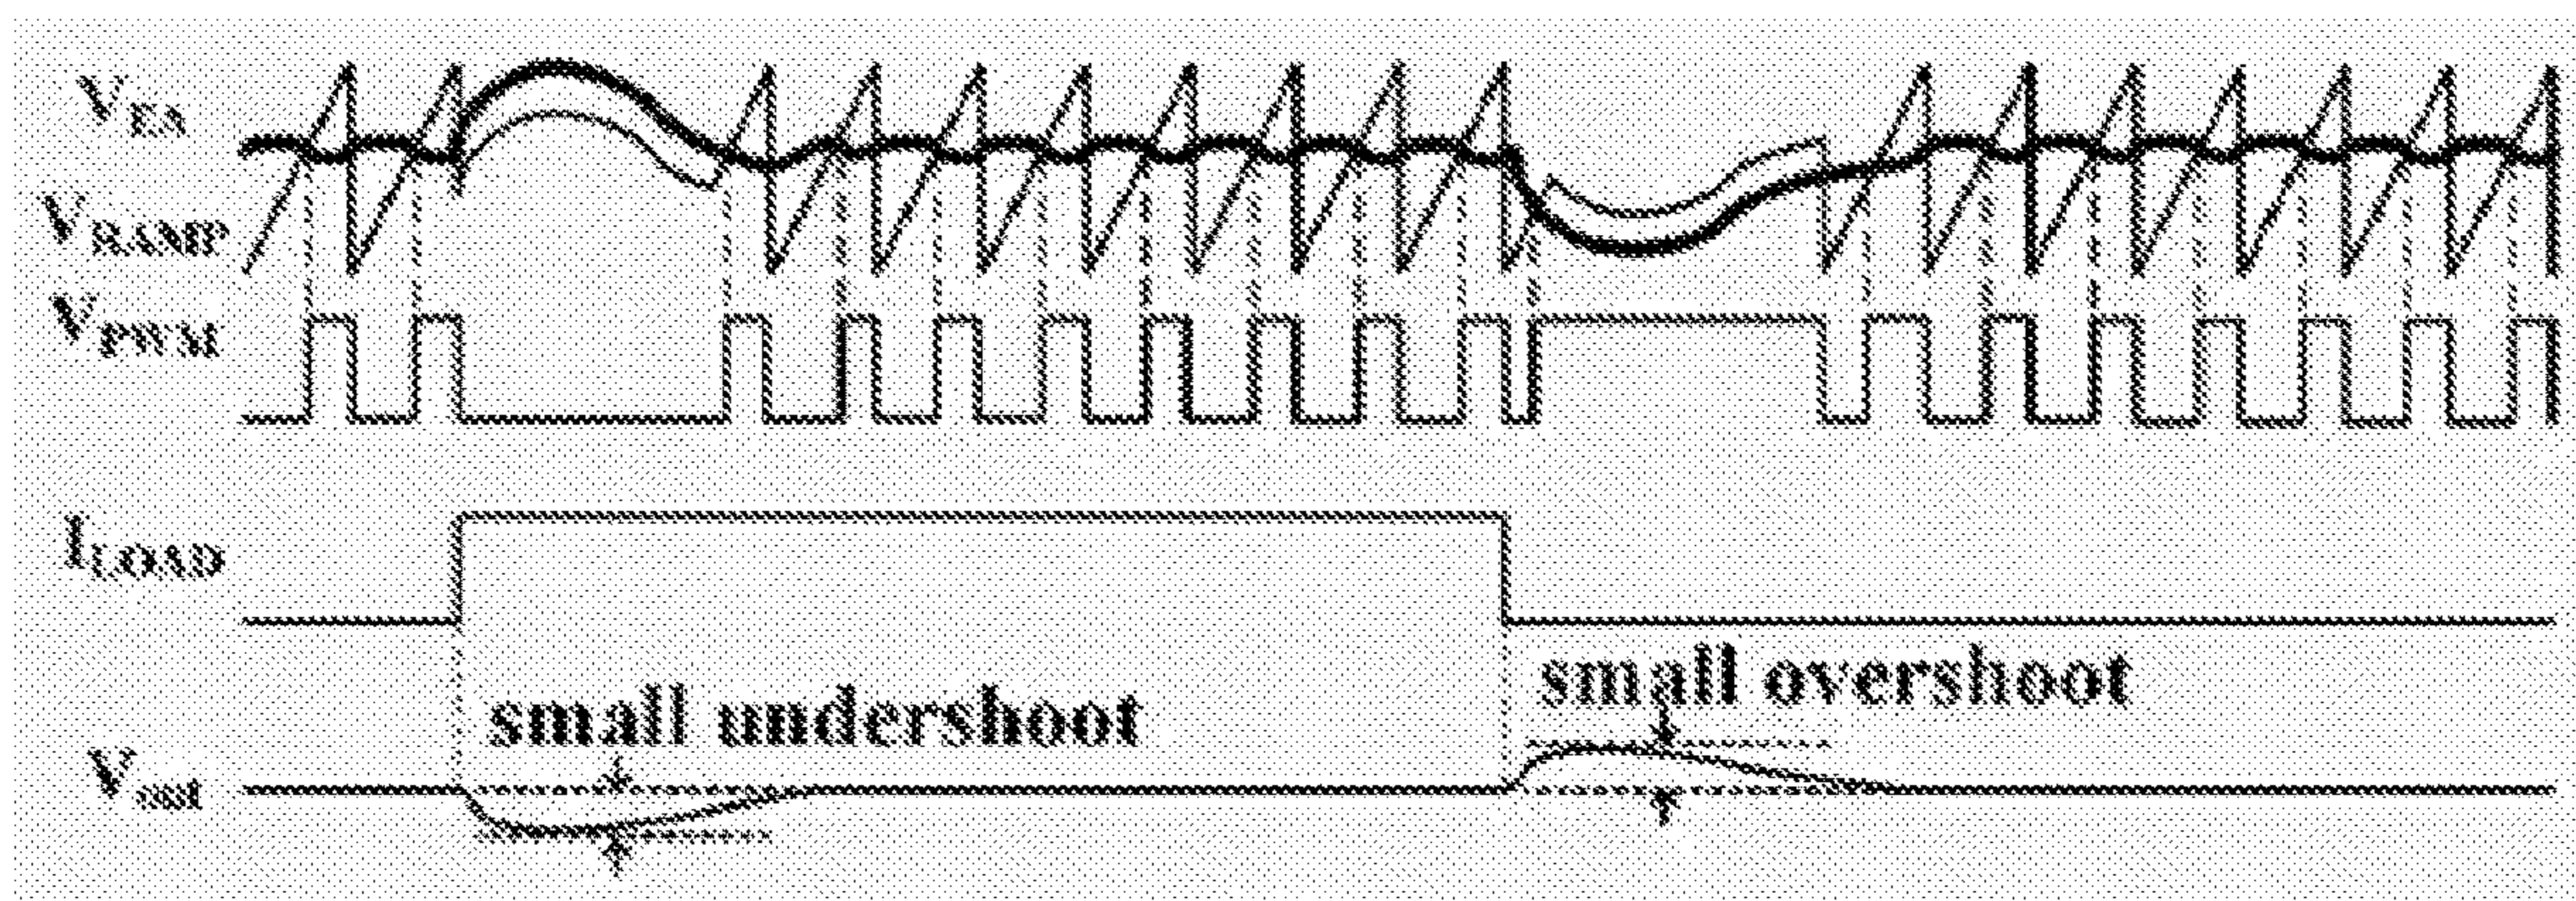 VEA
VRAMP
VPWM
ILOAD
small overshoot
small undershoot
Vout